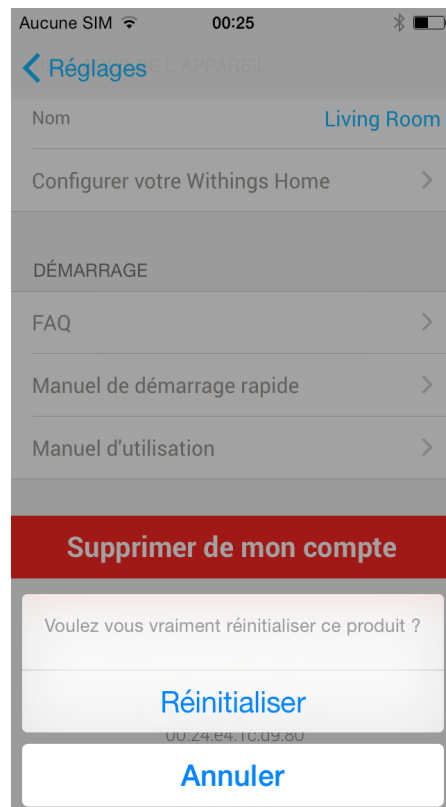 Aucune SIM 00:25
Réglages DE L'APPAREIL
Nom Living Room
Configurer votre Withings Home
DÉMARRAGE
FAQ
Manuel de démarrage rapide
Manuel d'utilisation
Supprimer de mon compte
Voulez vous vraiment réinitialiser ce produit ?
Réinitialiser
00:24:e4:1c:d9:80
Annuler